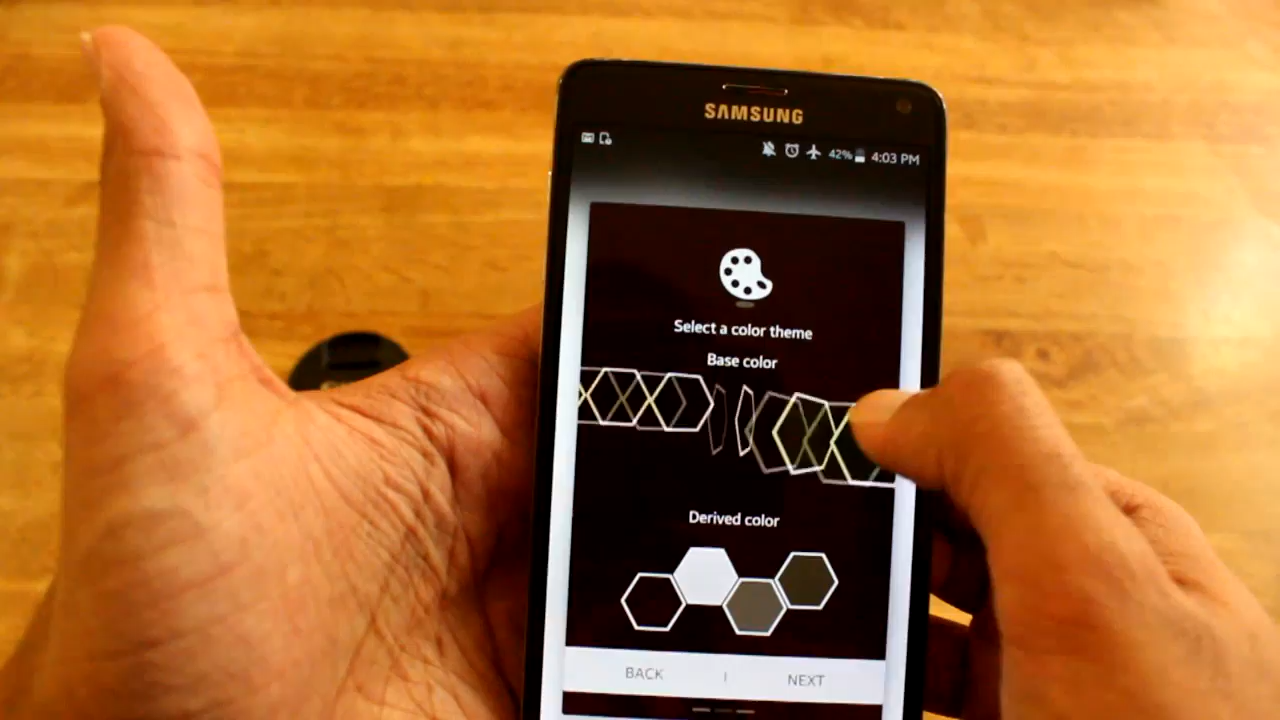 SAMSUNG
42% 4:03 PM
Select a color theme
Base color
Derived color
BACK | NEXT